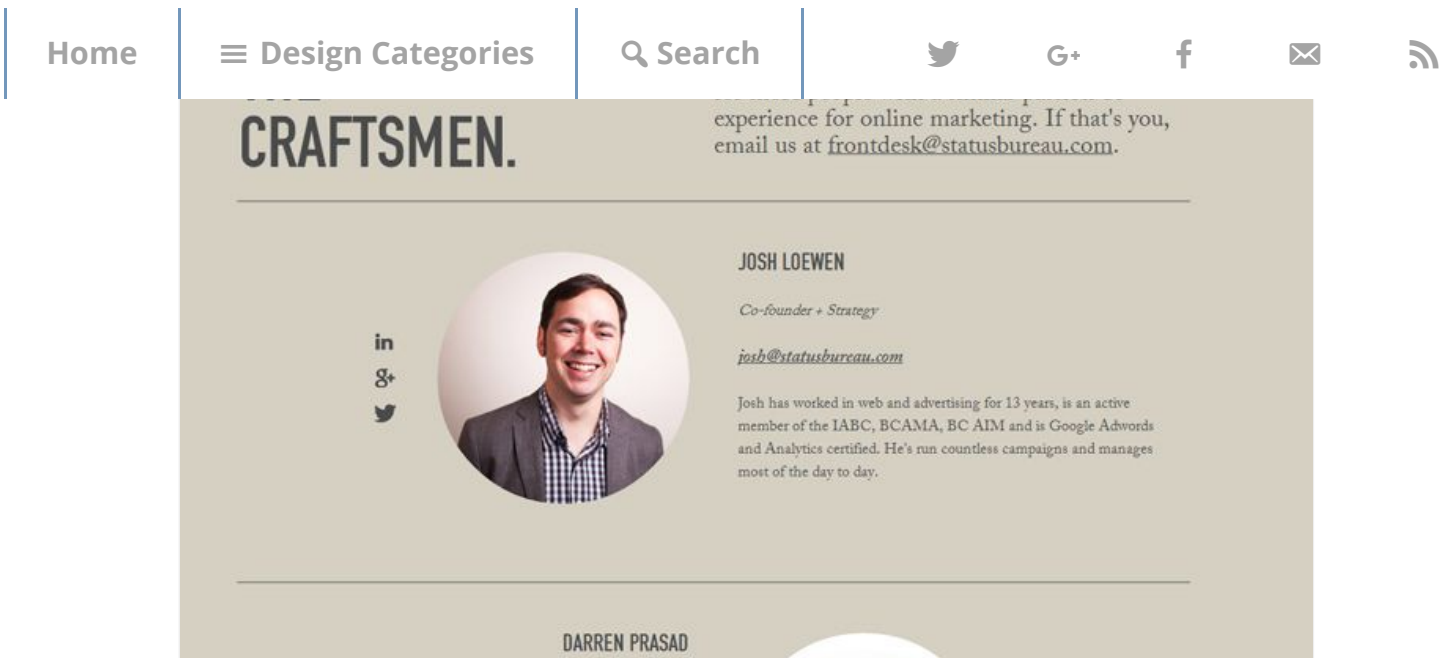 Home
Design Categories
Search
G+
CRAFTSMEN.
experience for online marketing. If that's you,
email us at frontdesk@statusbureau.com.
in
g+
JOSH LOEWEN
Co-founder + Strategy
josh@statusbureau.com
Josh has worked in web and advertising for 13 years, is an active
member of the IABC, BCAMA, BC AIM and is Google Adwords
and Analytics certified. He's run countless campaigns and manages
most of the day to day.
DARREN PRASAD